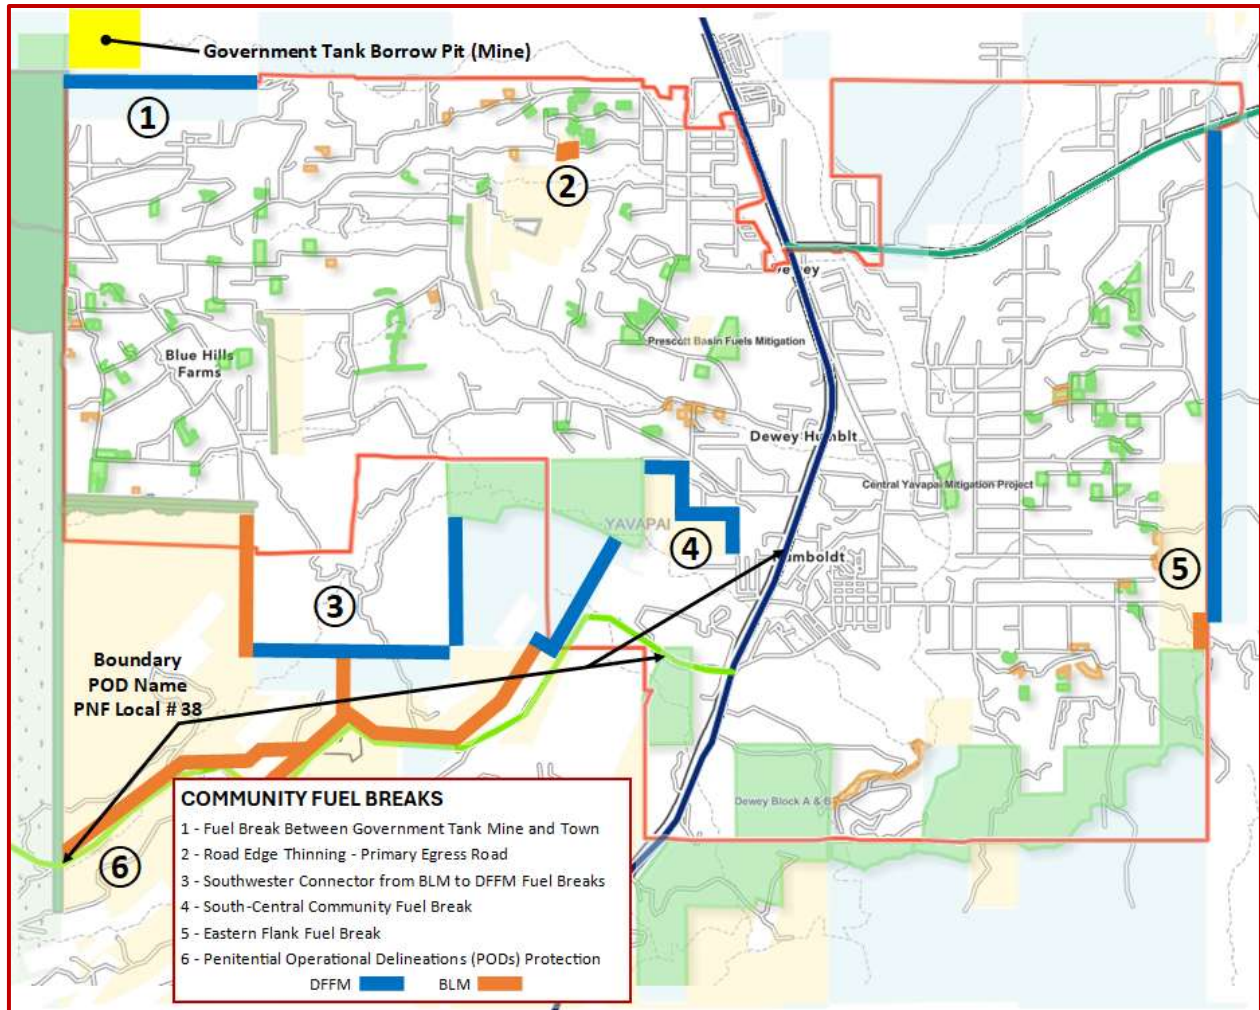 Government Tank Borrow Pit (Mine)
1
2
Dewey
Prescott Basin Fuels Mitigation
Blue Hills
Farms
Dewey Humblt
Central Yavapai Mitigation Project
YAVAPAI
4
Humboldt
5
3
Boundary
POD Name
PNF Local # 38
Dewey Block A & B
6
COMMUNITY FUEL BREAKS
1 - Fuel Break Between Government Tank Mine and Town
2 - Road Edge Thinning - Primary Egress Road
3 - Southwester Connector from BLM to DFFM Fuel Breaks
4 - South-Central Community Fuel Break
5 - Eastern Flank Fuel Break
6 - Penitential Operational Delineations (PODs) Protection
DFFM BLM